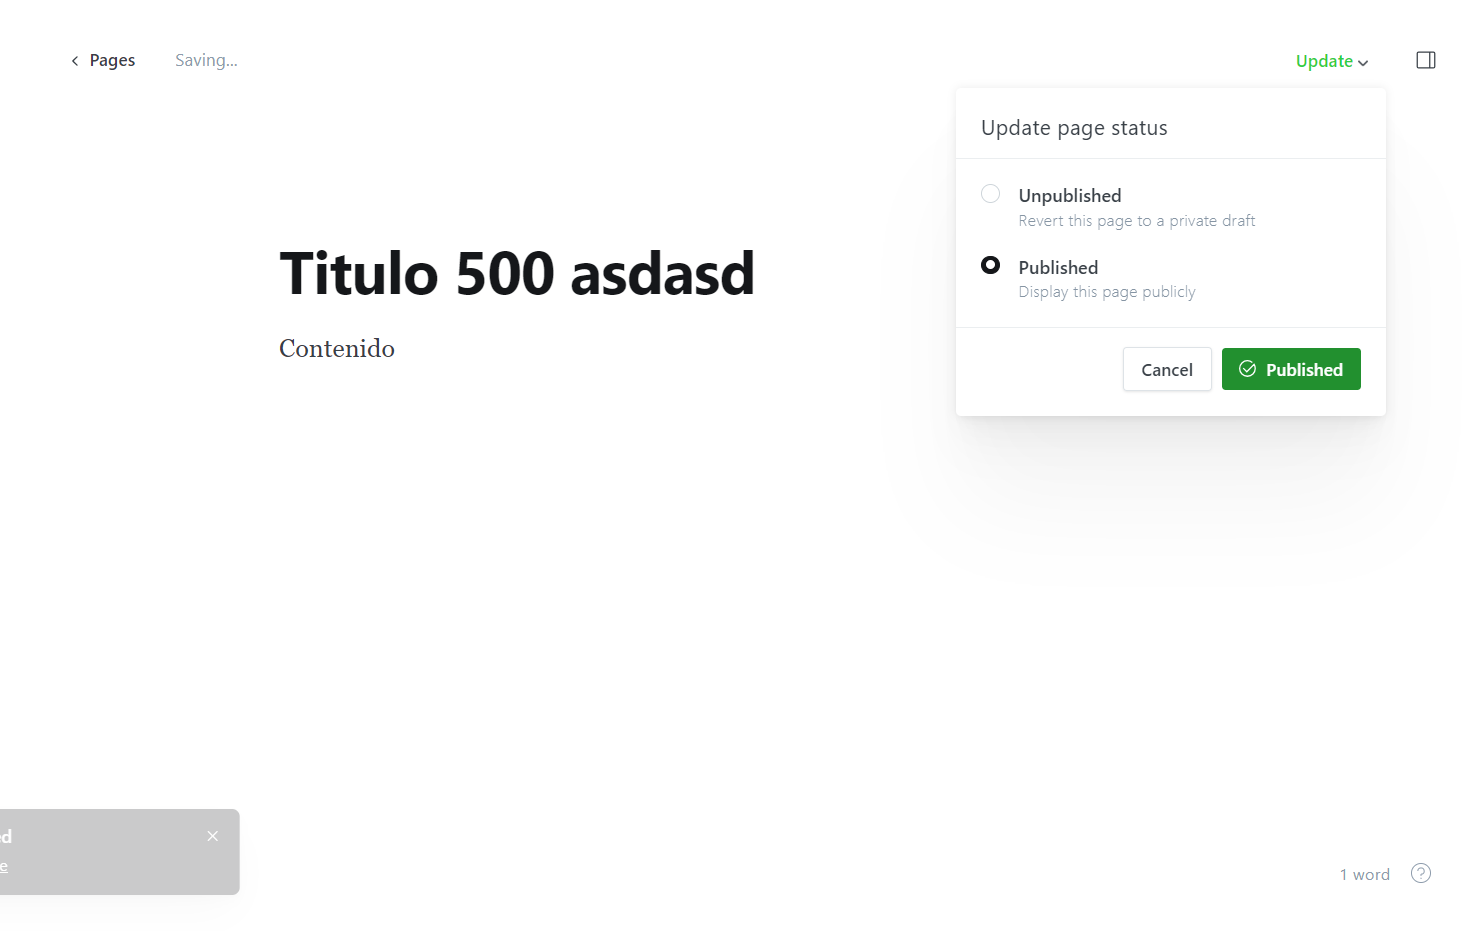 Pages
Saving...
Update
Update page status
Unpublished
Revert this page to a private draft
Published
Display this page publicly
Cancel
Published
Titulo 500 asdasd
Contenido
1 word